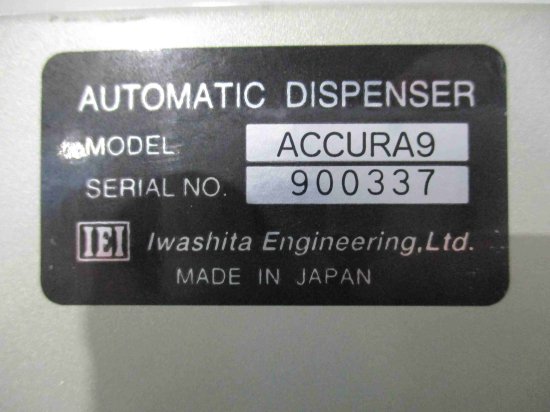 AUTOMATIC DISPENSER
MODEL ACCURA9
SERIAL NO. 900337
IEI Iwashita Engineering,Ltd.
MADE IN JAPAN